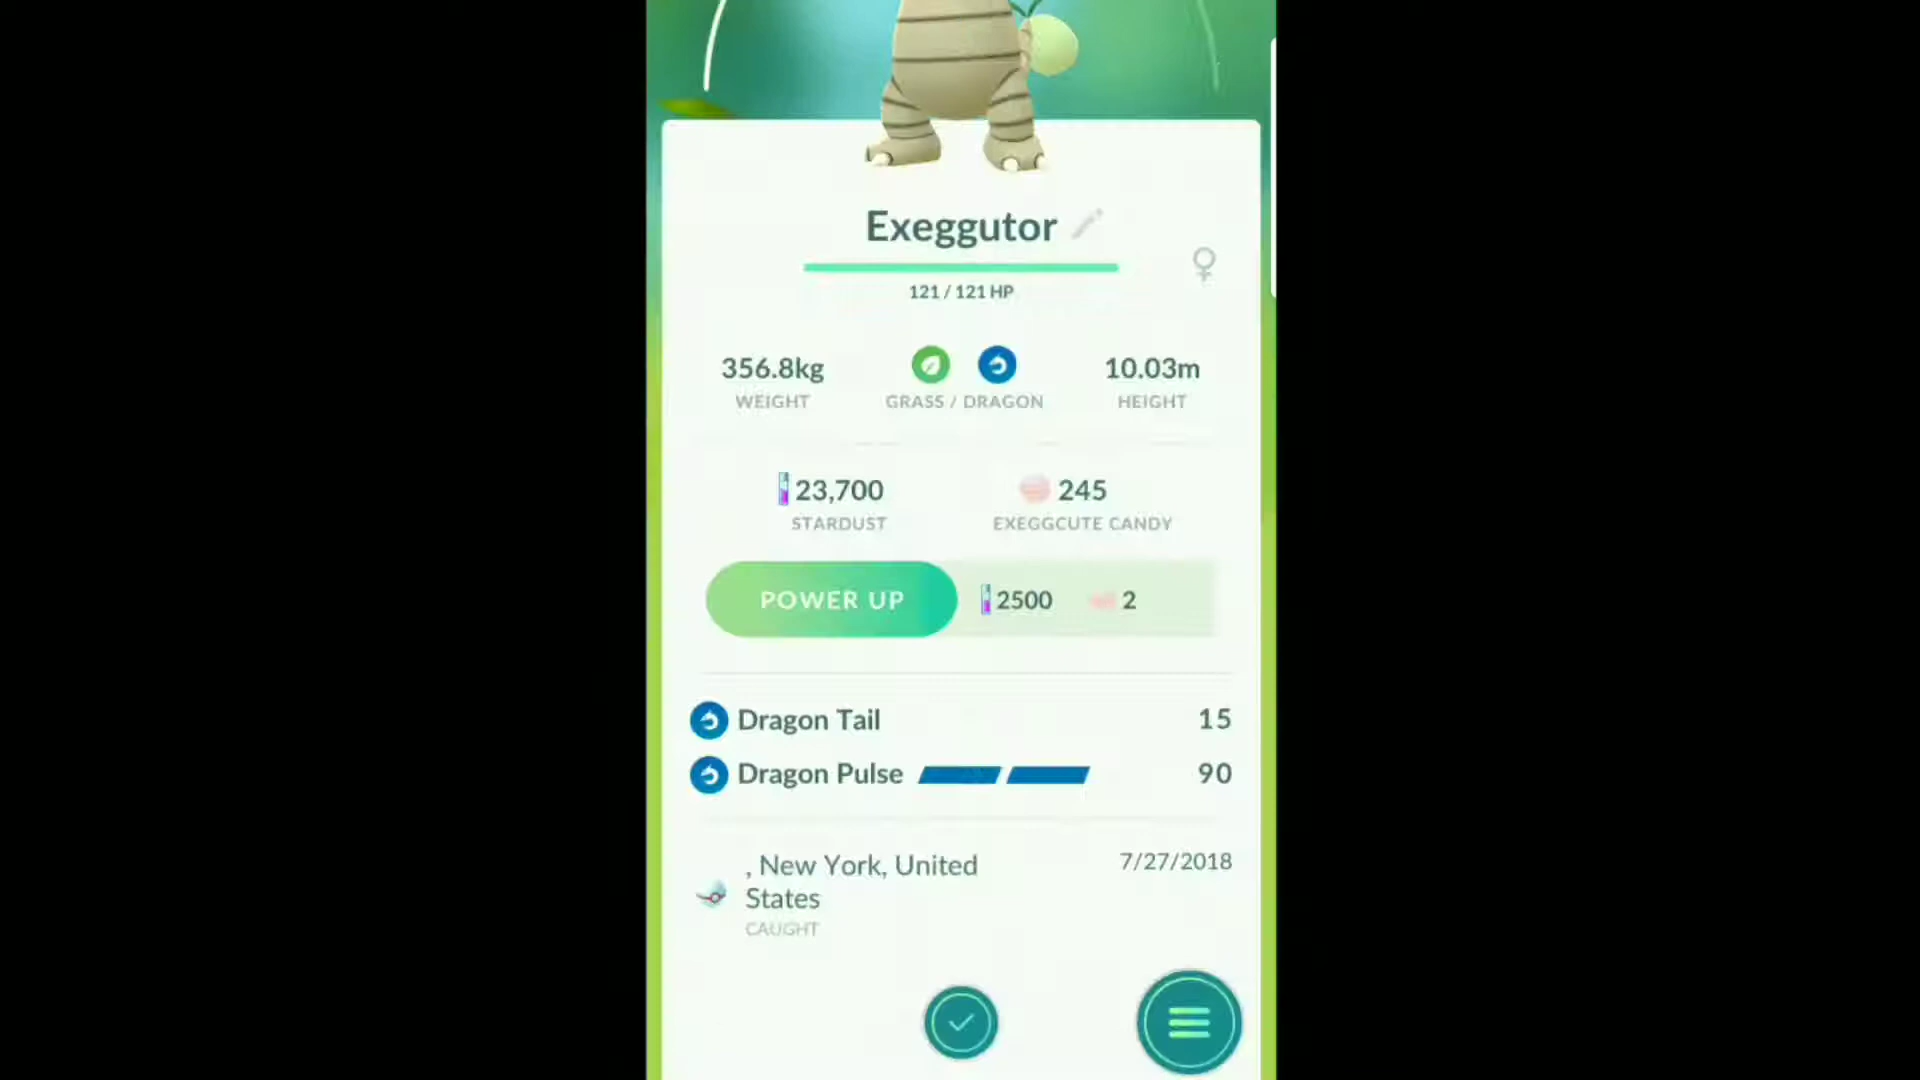 Exeggutor
121 / 121 HP
356.8kg
WEIGHT
GRASS / DRAGON
10.03m
HEIGHT
23,700
STARDUST
245
EXEGGCUTE CANDY
POWER UP
2500
2
Dragon Tail
15
Dragon Pulse
90
, New York, United
States
CAUGHT
7/27/2018